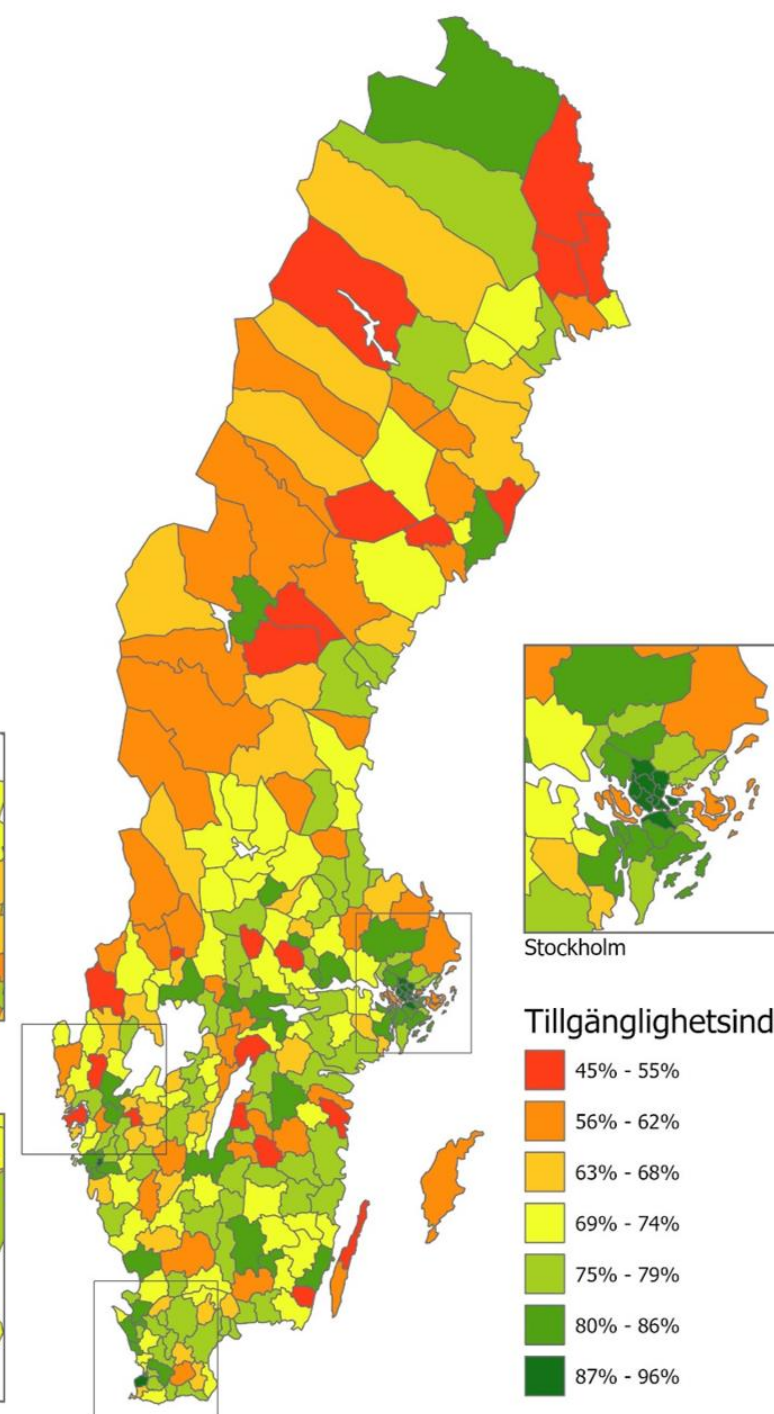 Stockholm
Tillgänglighetsind
45% - 55%
56% - 62%
63% - 68%
69% - 74%
75% - 79%
80% - 86%
87% - 96%